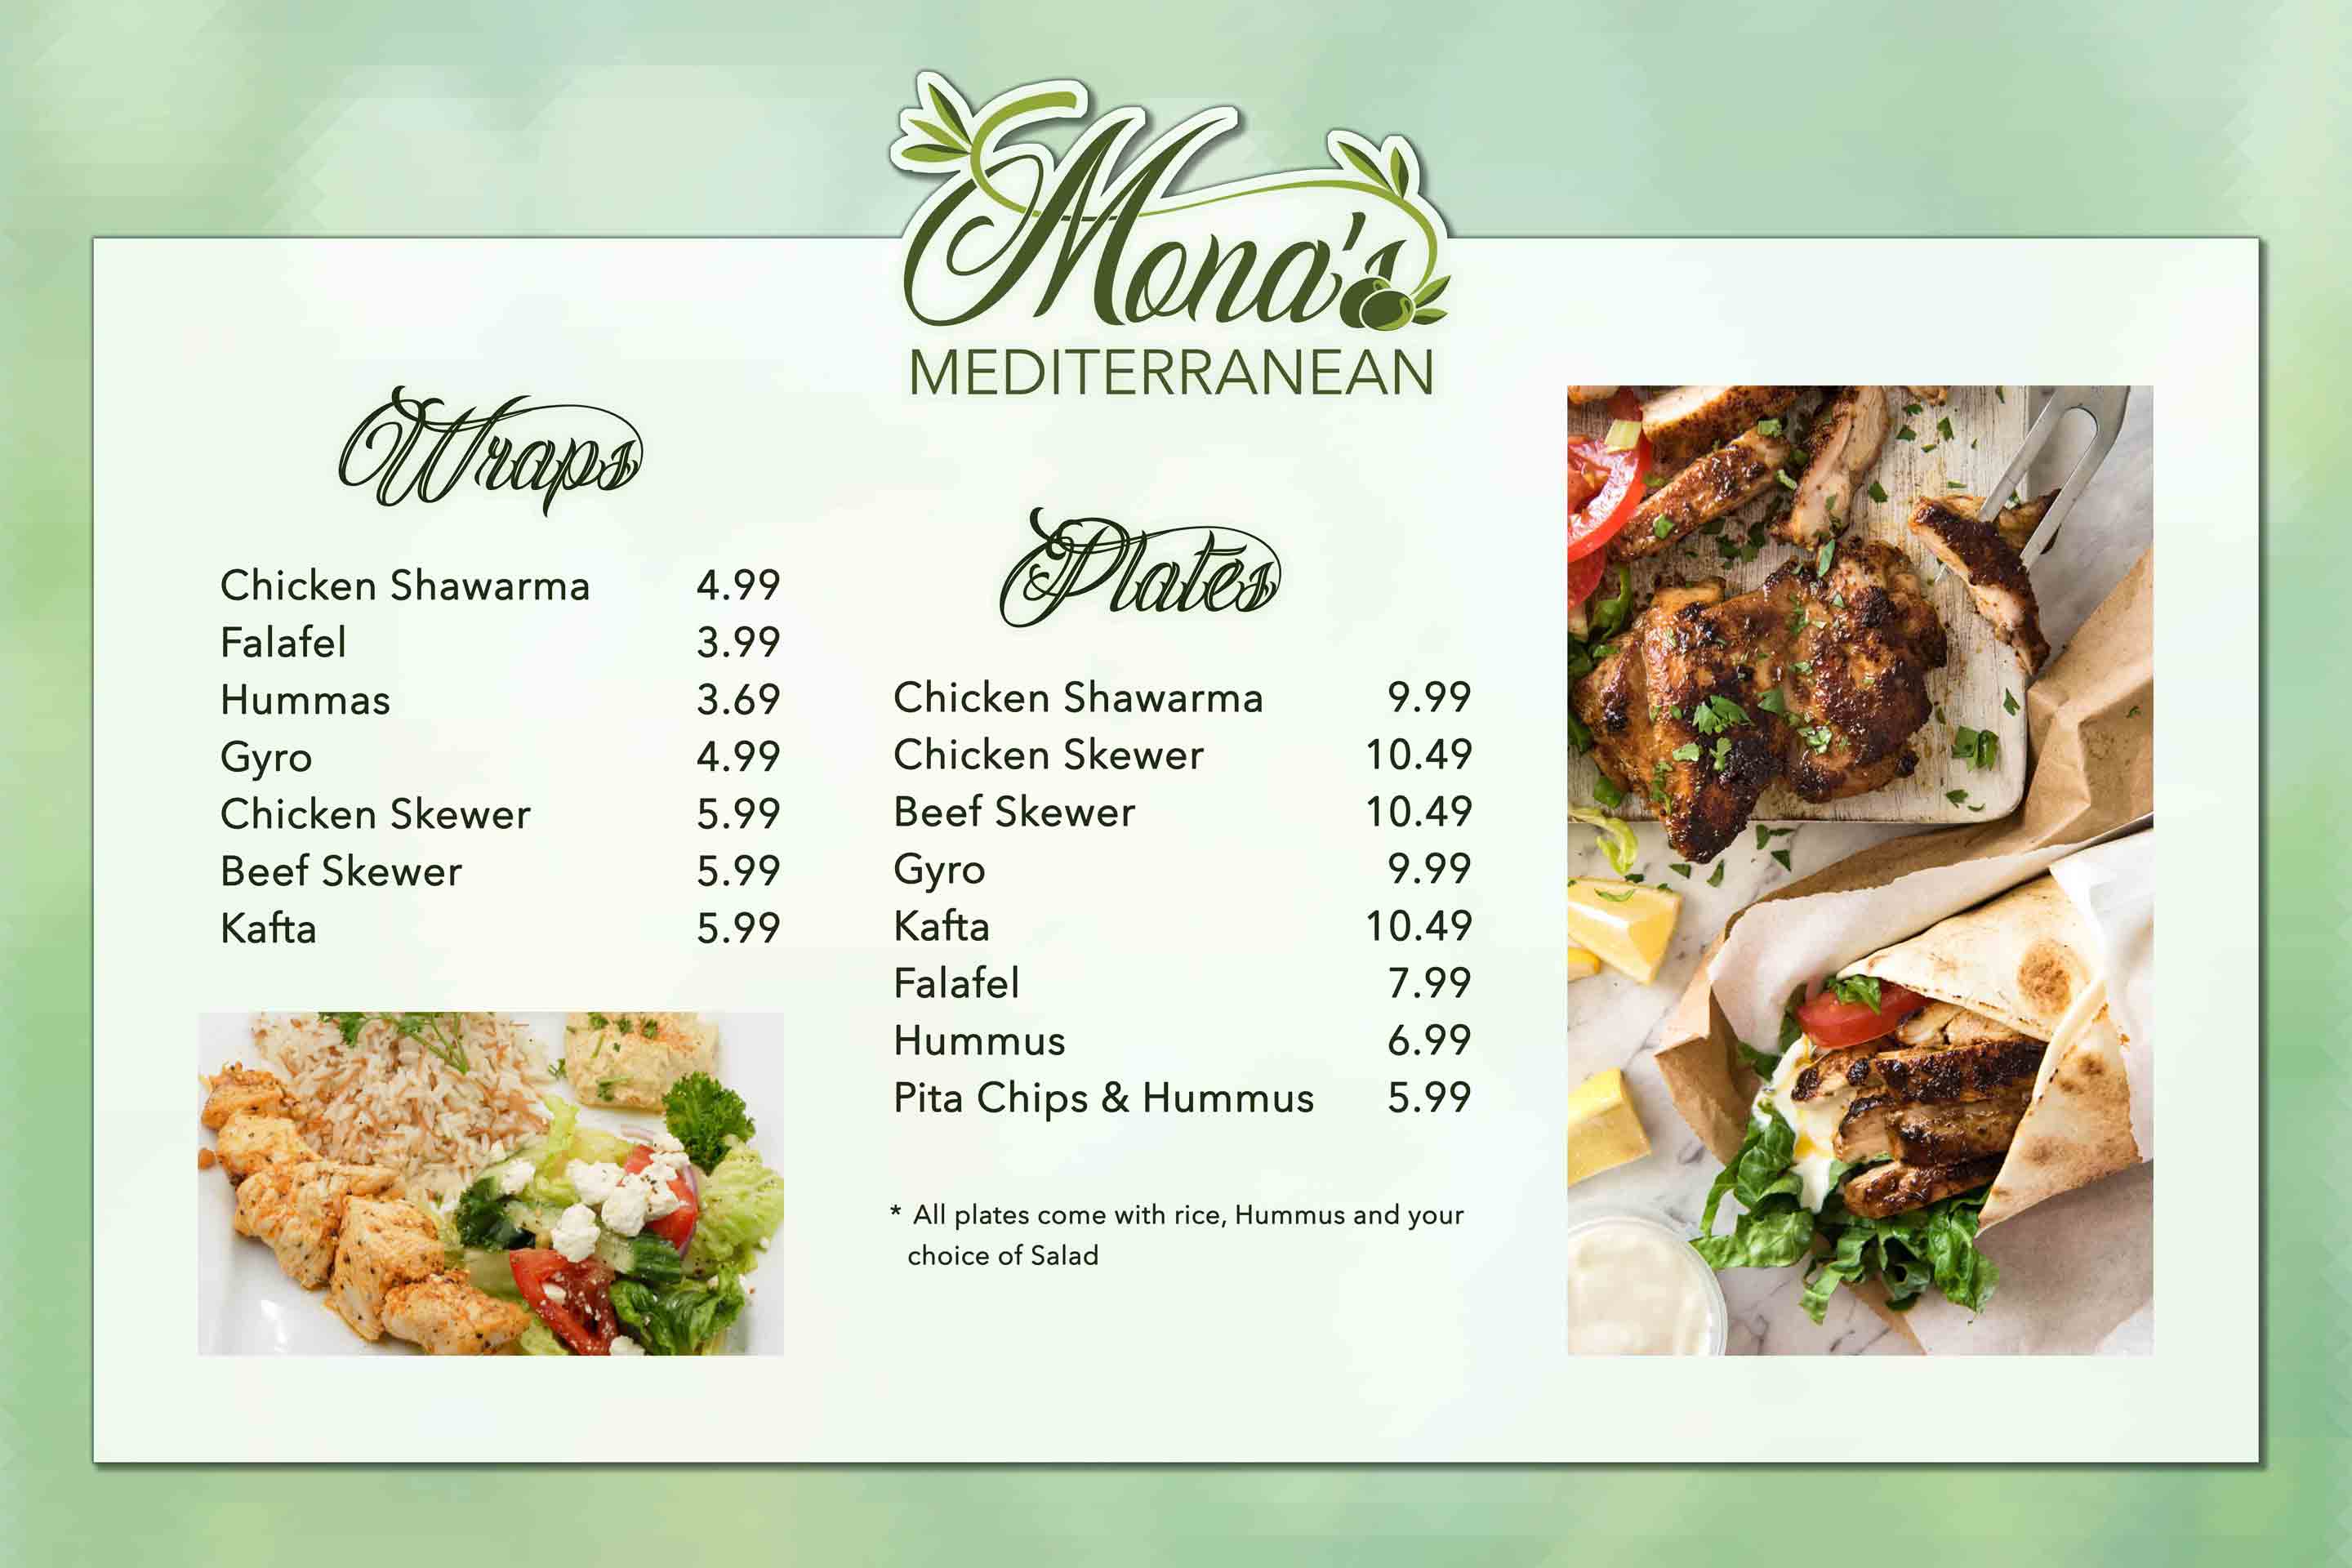 Mona's
MEDITERRANEAN
Wraps
Chicken Shawarma 4.99
Falafel 3.99
Hummas 3.69
Gyro 4.99
Chicken Skewer 5.99
Beef Skewer 5.99
Kafta 5.99
Plates
Chicken Shawarma 9.99
Chicken Skewer 10.49
Beef Skewer 10.49
Gyro 9.99
Kafta 10.49
Falafel 7.99
Hummus 6.99
Pita Chips & Hummus 5.99
* All plates come with rice, Hummus and your
choice of Salad